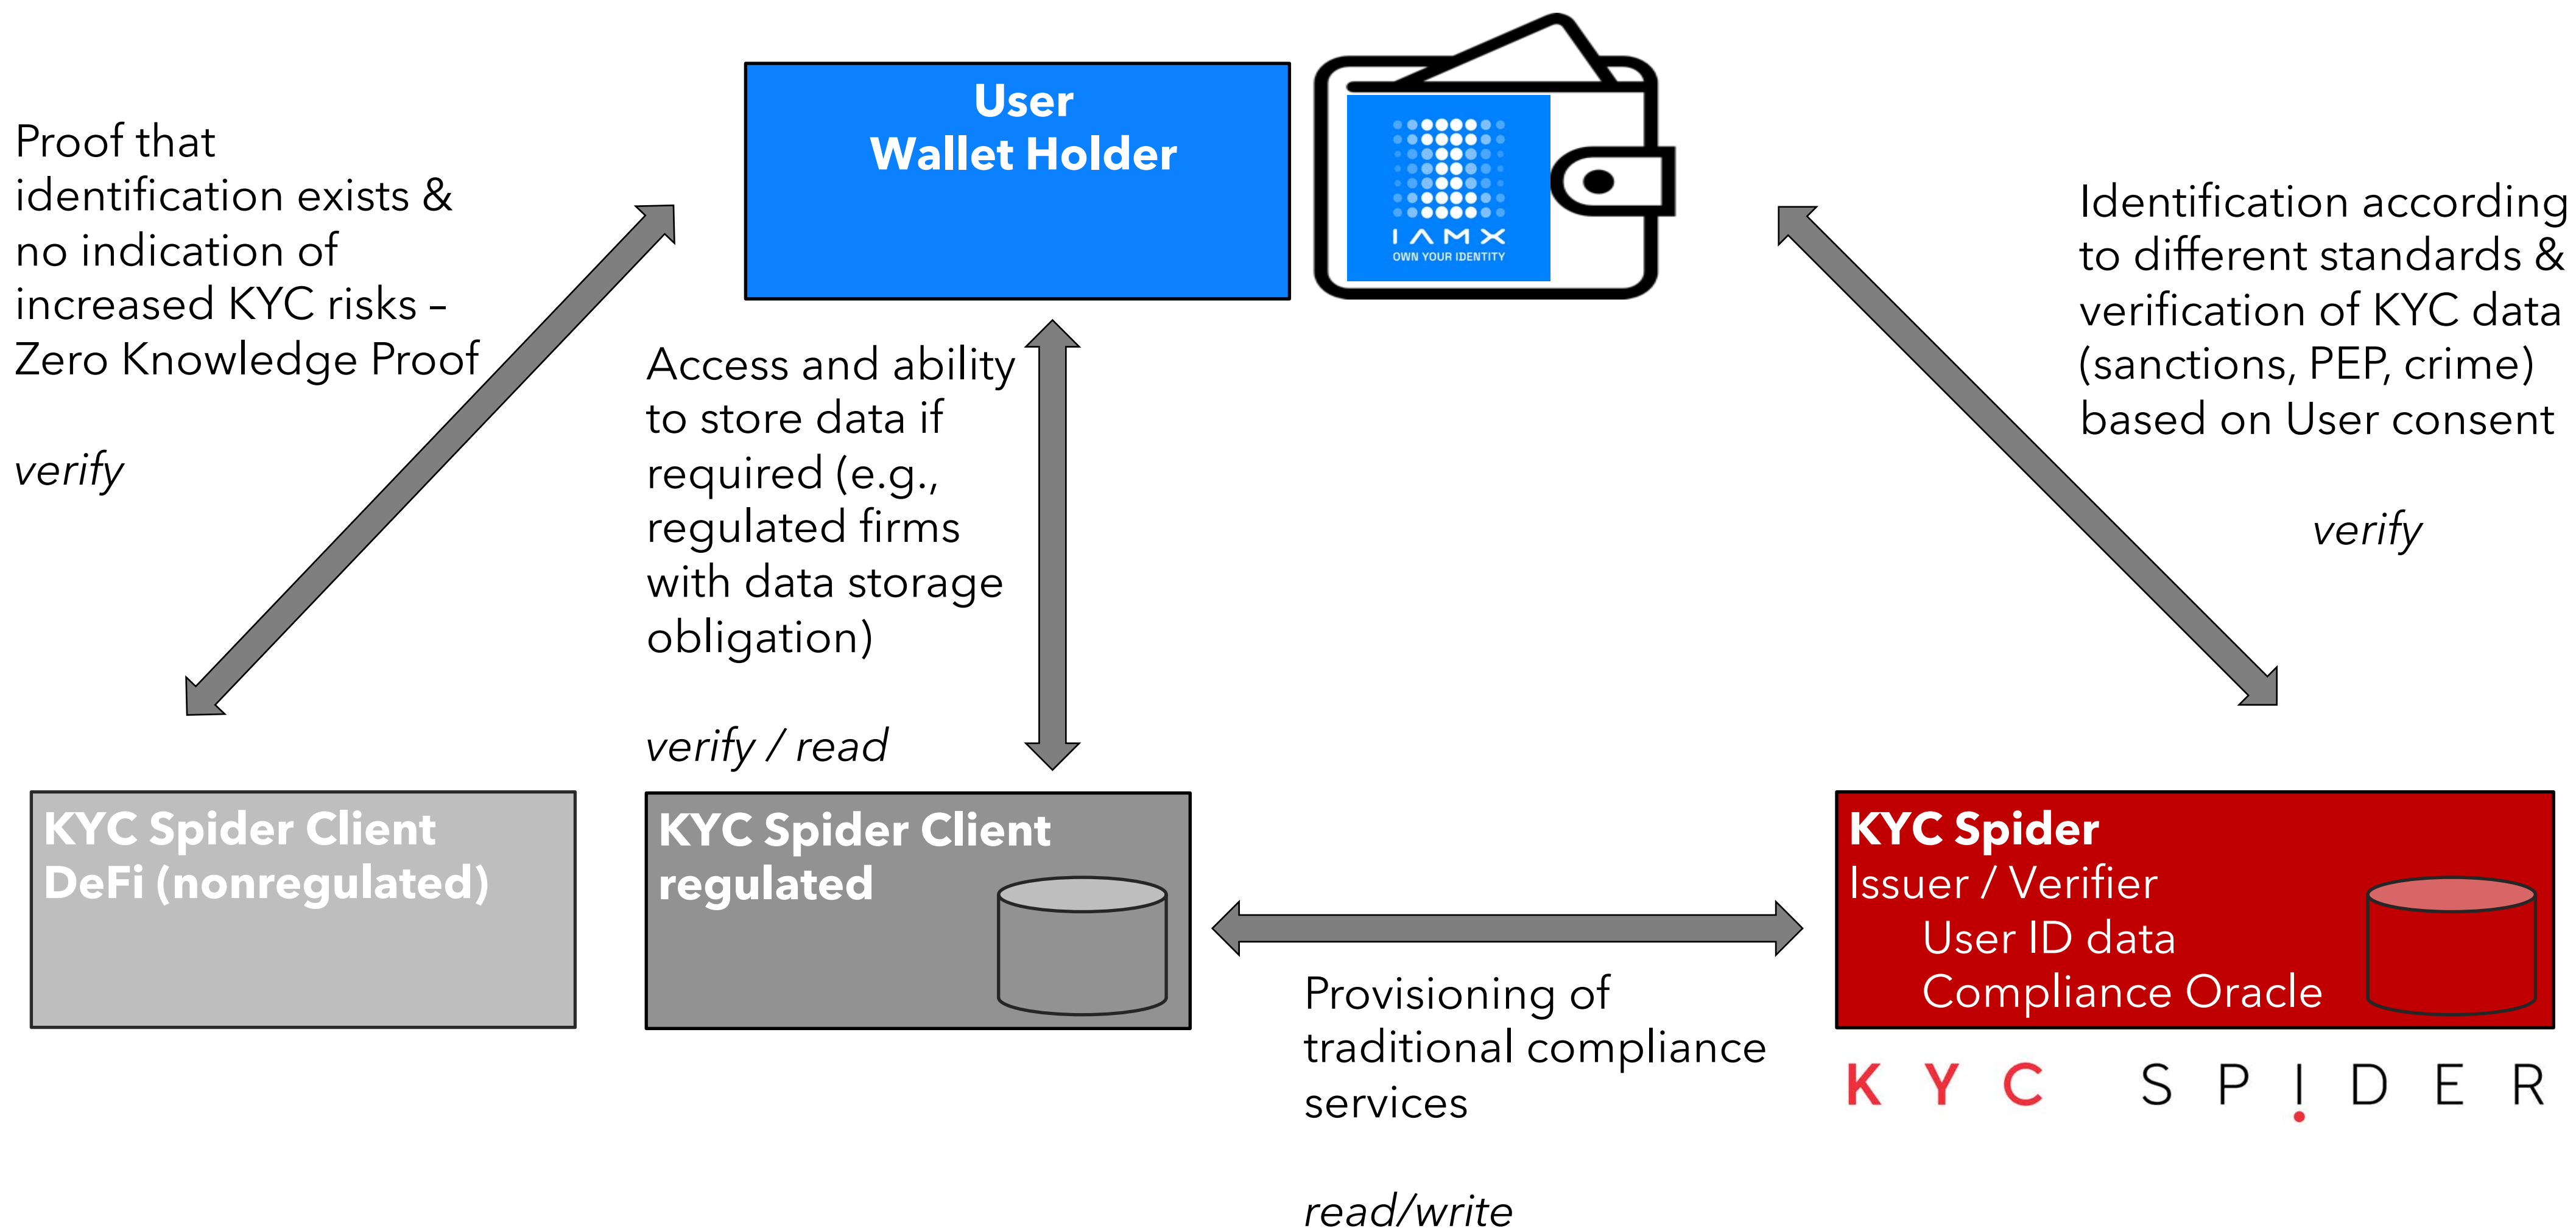 User
Wallet Holder
IAMX
OWN YOUR IDENTITY
Proof that
identification exists &
no indication of
increased KYC risks –
Zero Knowledge Proof
verify
Access and ability
to store data if
required (e.g.,
regulated firms
with data storage
obligation)
verify / read
Identification according
to different standards &
verification of KYC data
(sanctions, PEP, crime)
based on User consent
verify
KYC Spider Client
DeFi (nonregulated)
KYC Spider Client
regulated
Provisioning of
traditional compliance
services
read/write
KYC Spider
Issuer / Verifier
User ID data
Compliance Oracle
KYC SPIDER